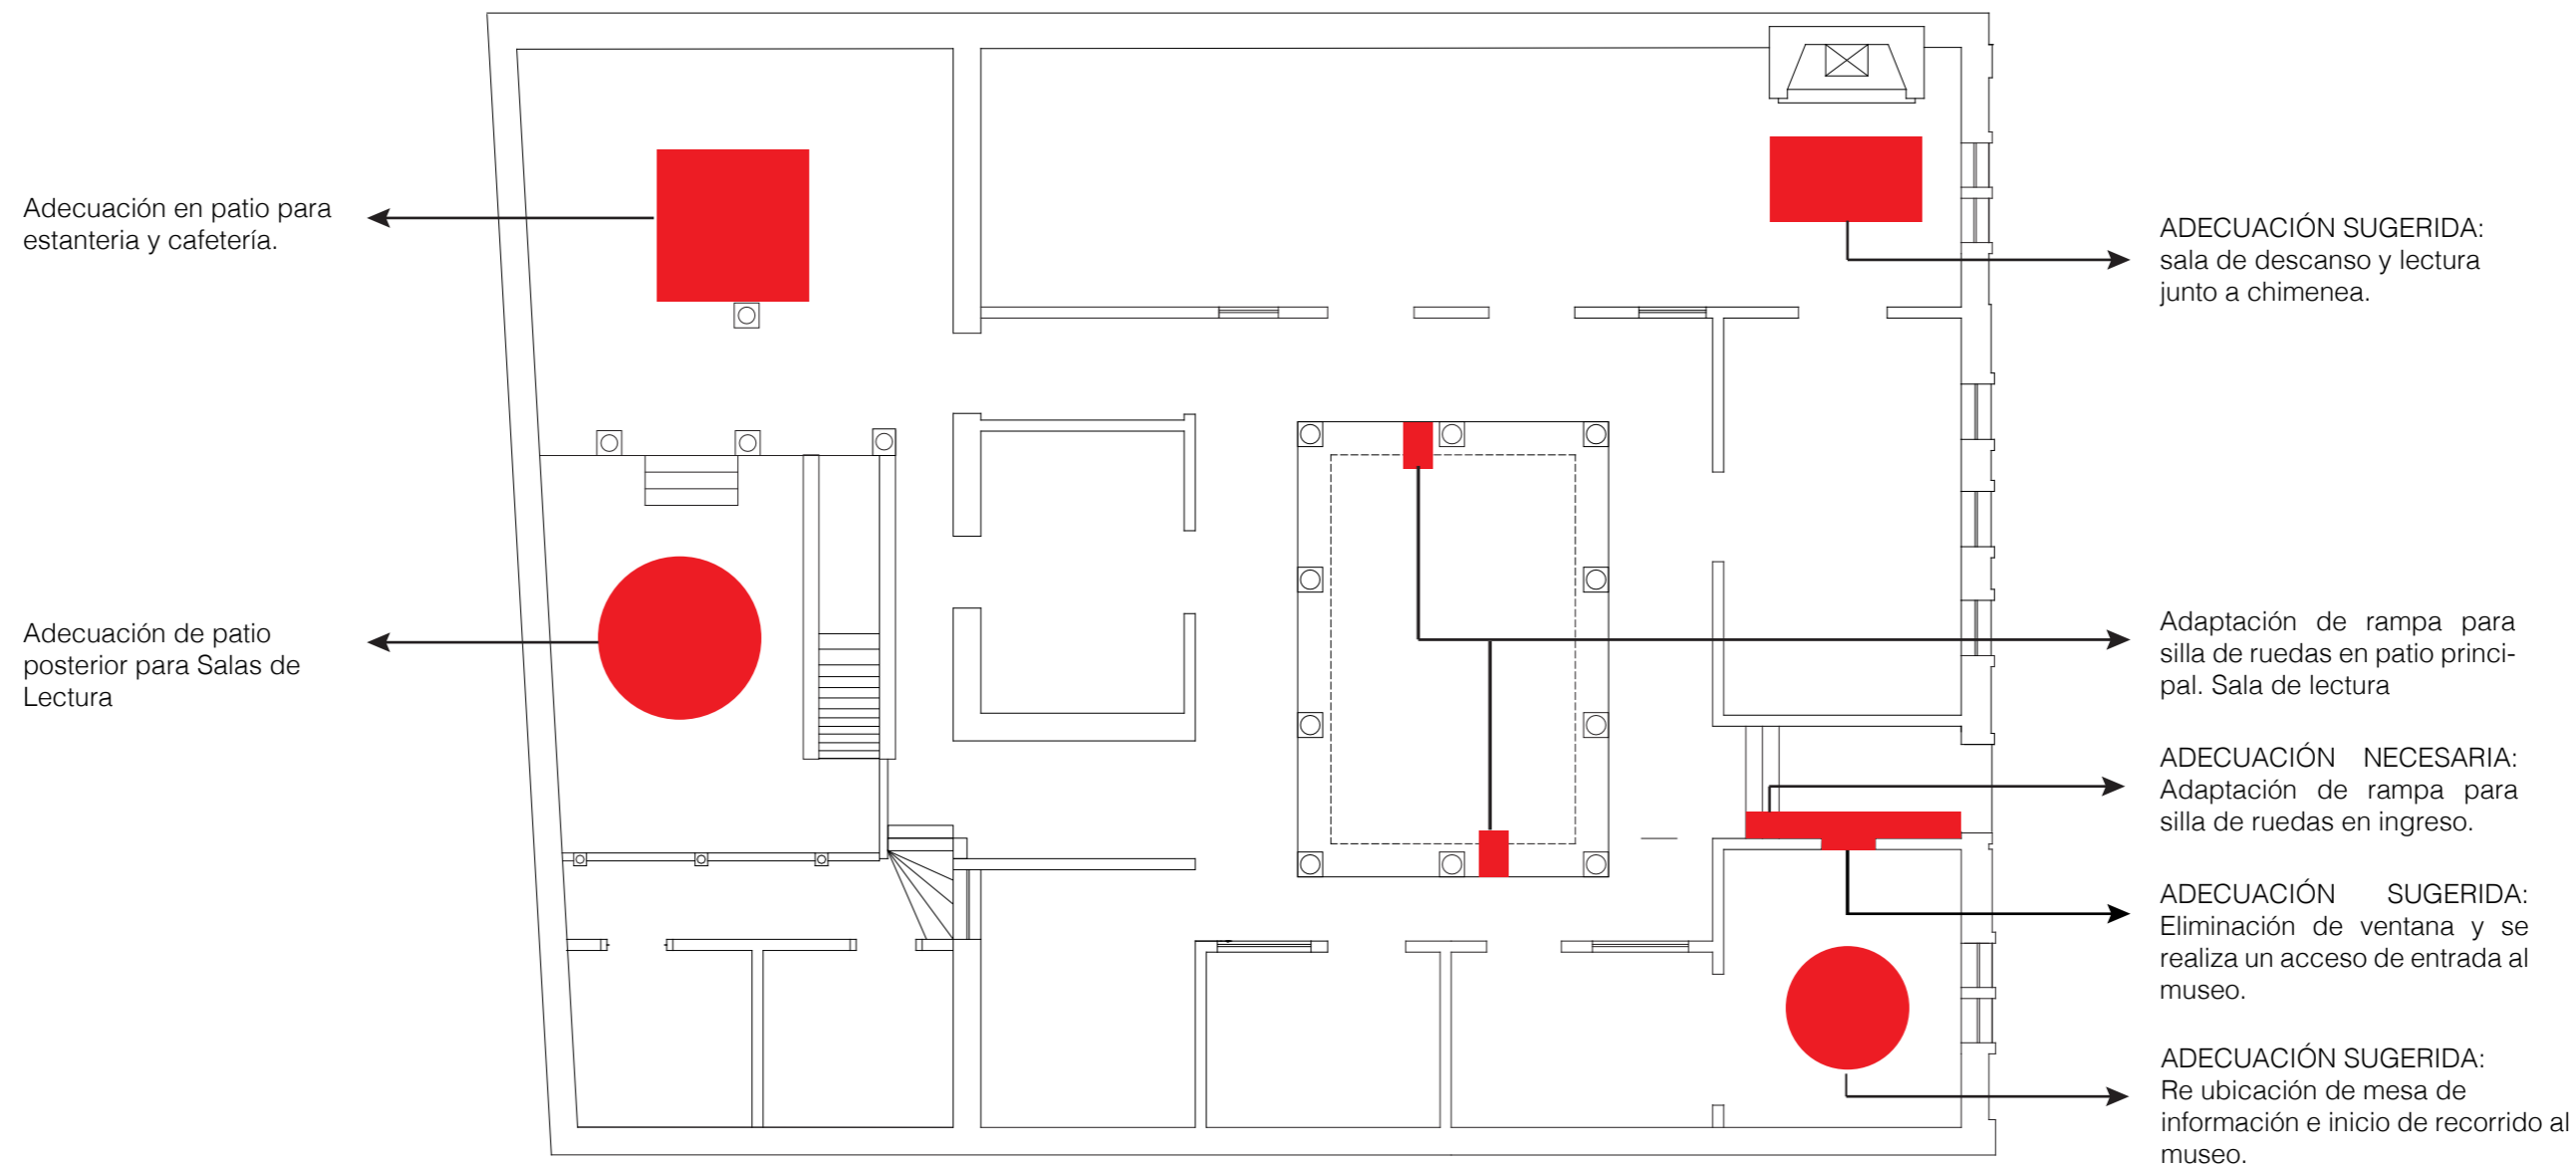 Adecuación en patio para
estanteria y cafetería.
Adecuación de patio
posterior para Salas de
Lectura
ADECUACIÓN SUGERIDA:
sala de descanso y lectura
junto a chimenea.
Adaptación de rampa para
silla de ruedas en patio princi-
pal. Sala de lectura
ADECUACIÓN NECESARIA:
Adaptación de rampa para
silla de ruedas en ingreso.
ADECUACIÓN SUGERIDA:
Eliminación de ventana y se
realiza un acceso de entrada al
museo.
ADECUACIÓN SUGERIDA:
Re ubicación de mesa de
información e inicio de recorrido al
museo.